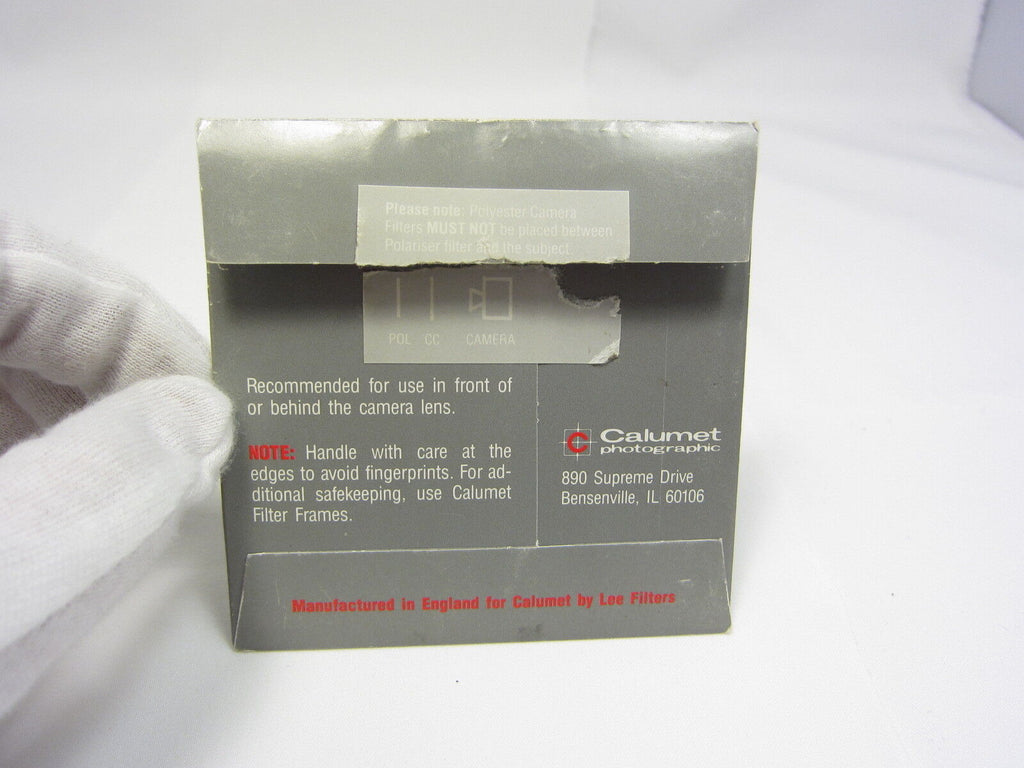 Please note: Polyester Camera
Filters MUST NOT be placed between
Polariser filter and the subject
POL CC CAMERA
Recommended for use in front of
or behind the camera lens.
NOTE: Handle with care at the
edges to avoid fingerprints. For ad-
ditional safekeeping, use Calumet
Filter Frames.
C Calumet
photographic
890 Supreme Drive
Bensenville, IL 60106
Manufactured in England for Calumet by Lee Filters